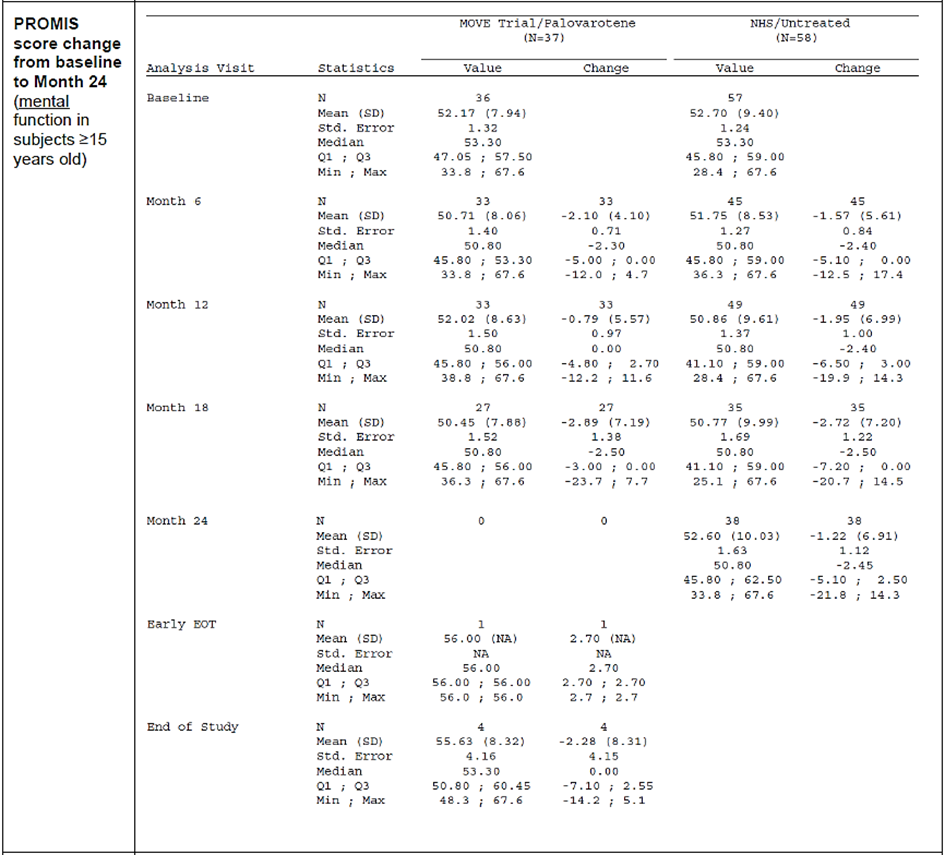 PROMIS
score change
from baseline
to Month 24
(mental
function in
subjects ≥15
years old)
MOVE Trial/Palovarotene NHS/Untreated
(N=37) (N=58)
Analysis Visit Statistics Value Change Value Change
Baseline N 36 57
Mean (SD) 52.17 (7.94) 52.70 (9.40)
Std. Error 1.32 1.24
Median 53.30 53.30
Q1 ; Q3 47.05 ; 57.50 45.80 ; 59.00
Min ; Max 33.8 ; 67.6 28.4 ; 67.6
Month 6 N 33 33 45 45
Mean (SD) 50.71 (8.06) -2.10 (4.10) 51.75 (8.53) -1.57 (5.61)
Std. Error 1.40 0.71 1.27 0.84
Median 50.80 -2.30 50.80 -2.40
Q1 ; Q3 45.80 ; 53.30 -5.00 ; 0.00 45.80 ; 59.00 -5.10 ; 0.00
Min ; Max 33.8 ; 67.6 -12.0 ; 4.7 36.3 ; 67.6 -12.5 ; 17.4
Month 12 N 33 33 49 49
Mean (SD) 52.02 (8.63) -0.79 (5.57) 50.86 (9.61) -1.95 (6.99)
Std. Error 1.50 0.97 1.37 1.00
Median 50.80 0.00 50.80 -2.40
Q1 ; Q3 45.80 ; 56.00 -4.80 ; 2.70 41.10 ; 59.00 -6.50 ; 3.00
Min ; Max 38.8 ; 67.6 -12.2 ; 11.6 28.4 ; 67.6 -19.9 ; 14.3
Month 18 N 27 27 35 35
Mean (SD) 50.45 (7.88) -2.89 (7.19) 50.77 (9.99) -2.72 (7.20)
Std. Error 1.52 1.38 1.69 1.22
Median 50.80 -2.50 50.80 -2.50
Q1 ; Q3 45.80 ; 56.00 -3.00 ; 0.00 41.10 ; 59.00 -7.20 ; 0.00
Min ; Max 36.3 ; 67.6 -23.7 ; 7.7 25.1 ; 67.6 -20.7 ; 14.5
Month 24 N 0 0 38 38
Mean (SD) 52.60 (10.03) -1.22 (6.91)
Std. Error 1.63 1.12
Median 50.80 -2.45
Q1 ; Q3 45.80 ; 62.50 -5.10 ; 2.50
Min ; Max 33.8 ; 67.6 -21.8 ; 14.3
Early EOT N 1 1
Mean (SD) 56.00 (NA) 2.70 (NA)
Std. Error NA NA
Median 56.00 2.70
Q1 ; Q3 56.00 ; 56.00 2.70 ; 2.70
Min ; Max 56.0 ; 56.0 2.7 ; 2.7
End of Study N 4 4
Mean (SD) 55.63 (8.32) -2.28 (8.31)
Std. Error 4.16 4.15
Median 53.30 0.00
Q1 ; Q3 50.80 ; 60.45 -7.10 ; 2.55
Min ; Max 48.3 ; 67.6 -14.2 ; 5.1